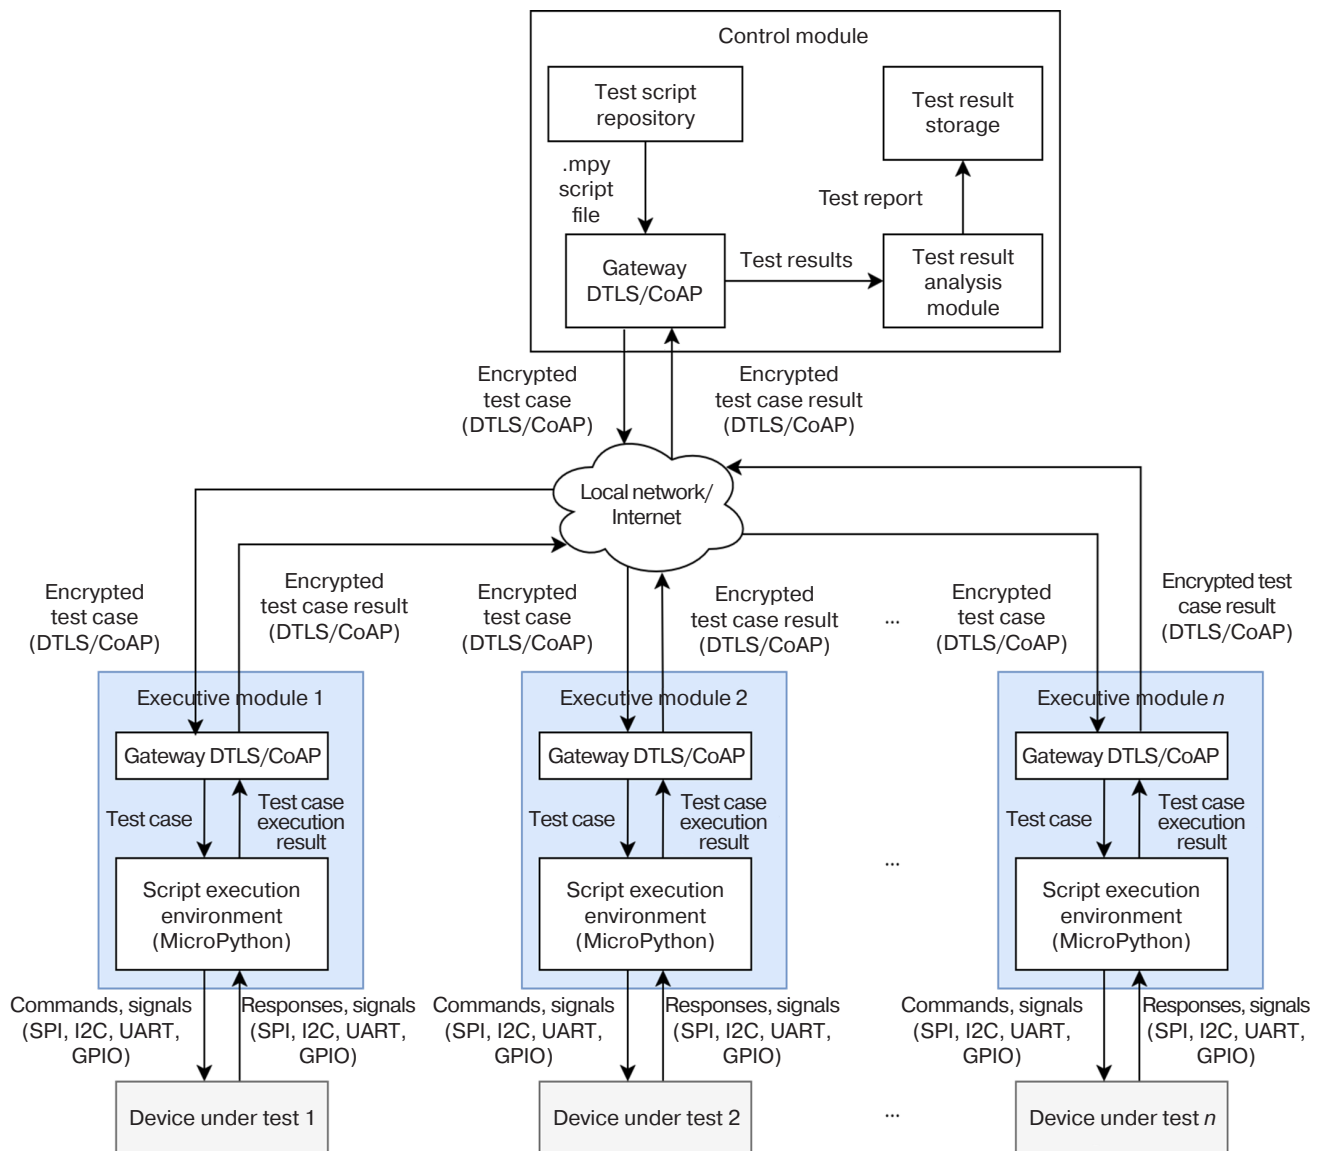 Control module
Test script
repository
Test result
storage
.mpy
script
file
Test report
Gateway
DTLS/CoAP
Test results
Test result
analysis
module
Encrypted
test case
(DTLS/CoAP)
Encrypted
test case result
(DTLS/CoAP)
Local network/
Internet
Encrypted
test case
(DTLS/CoAP)
Encrypted
test case result
(DTLS/CoAP)
Encrypted
test case
(DTLS/CoAP)
Encrypted
test case result
(DTLS/CoAP)
...
Encrypted
test case
(DTLS/CoAP)
Encrypted test
case result
(DTLS/CoAP)
Executive module 1
Gateway DTLS/CoAP
Test case
Test case
execution
result
Script execution
environment
(MicroPython)
Executive module 2
Gateway DTLS/CoAP
Test case
Test case
execution
result
Script execution
environment
(MicroPython)
...
Executive module n
Gateway DTLS/CoAP
Test case
Test case
execution
result
Script execution
environment
(MicroPython)
Commands, signals
(SPI, I2C, UART,
GPIO)
Responses, signals
(SPI, I2C, UART,
GPIO)
Commands, signals
(SPI, I2C, UART,
GPIO)
Responses, signals
(SPI, I2C, UART,
GPIO)
Commands, signals
(SPI, I2C, UART,
GPIO)
Responses, signals
(SPI, I2C, UART,
GPIO)
Device under test 1
Device under test 2
...
Device under test n